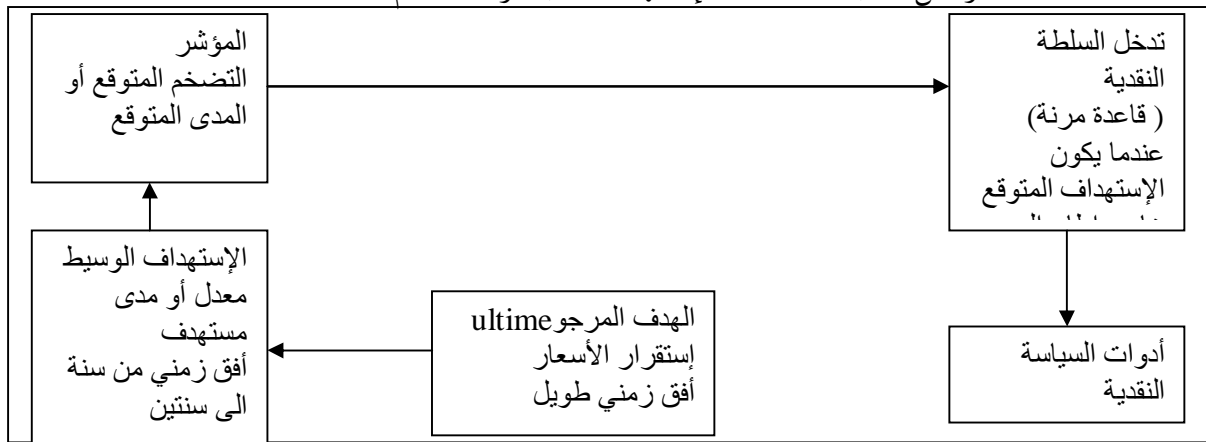 المؤشر
التضخم المتوقع أو
المدى المتوقع
تدخل السلطة
النقدية
( قاعدة مرنة)
عندما يكون
الإستهداف المتوقع
الإستهداف الوسيط
معدل أو مدى
مستهدف
أفق زمني من سنة
الى سنتين
الهدف المرجوultime
إستقرار الأسعار
أفق زمني طويل
أدوات السياسة
النقدية